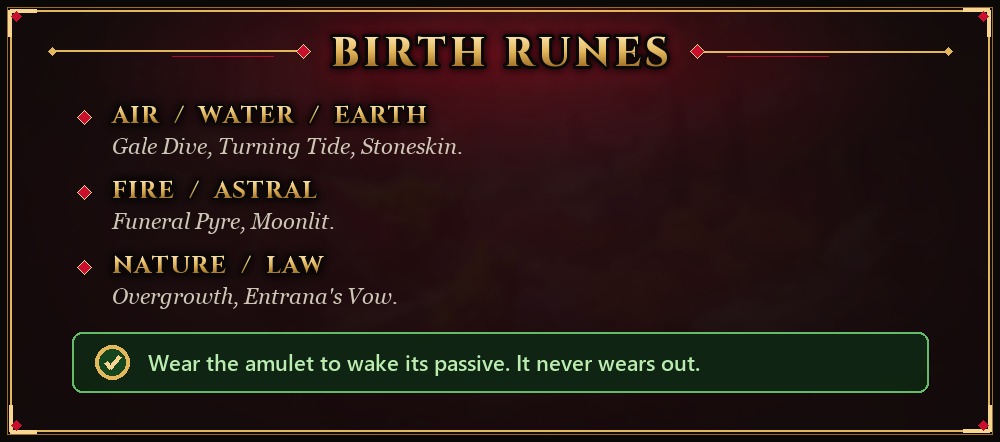 BIRTH RUNES
AIR / WATER / EARTH
Gale Dive, Turning Tide, Stoneskin.
FIRE / ASTRAL
Funeral Pyre, Moonlit.
NATURE / LAW
Overgrowth, Entrana's Vow.
Wear the amulet to wake its passive. It never wears out.